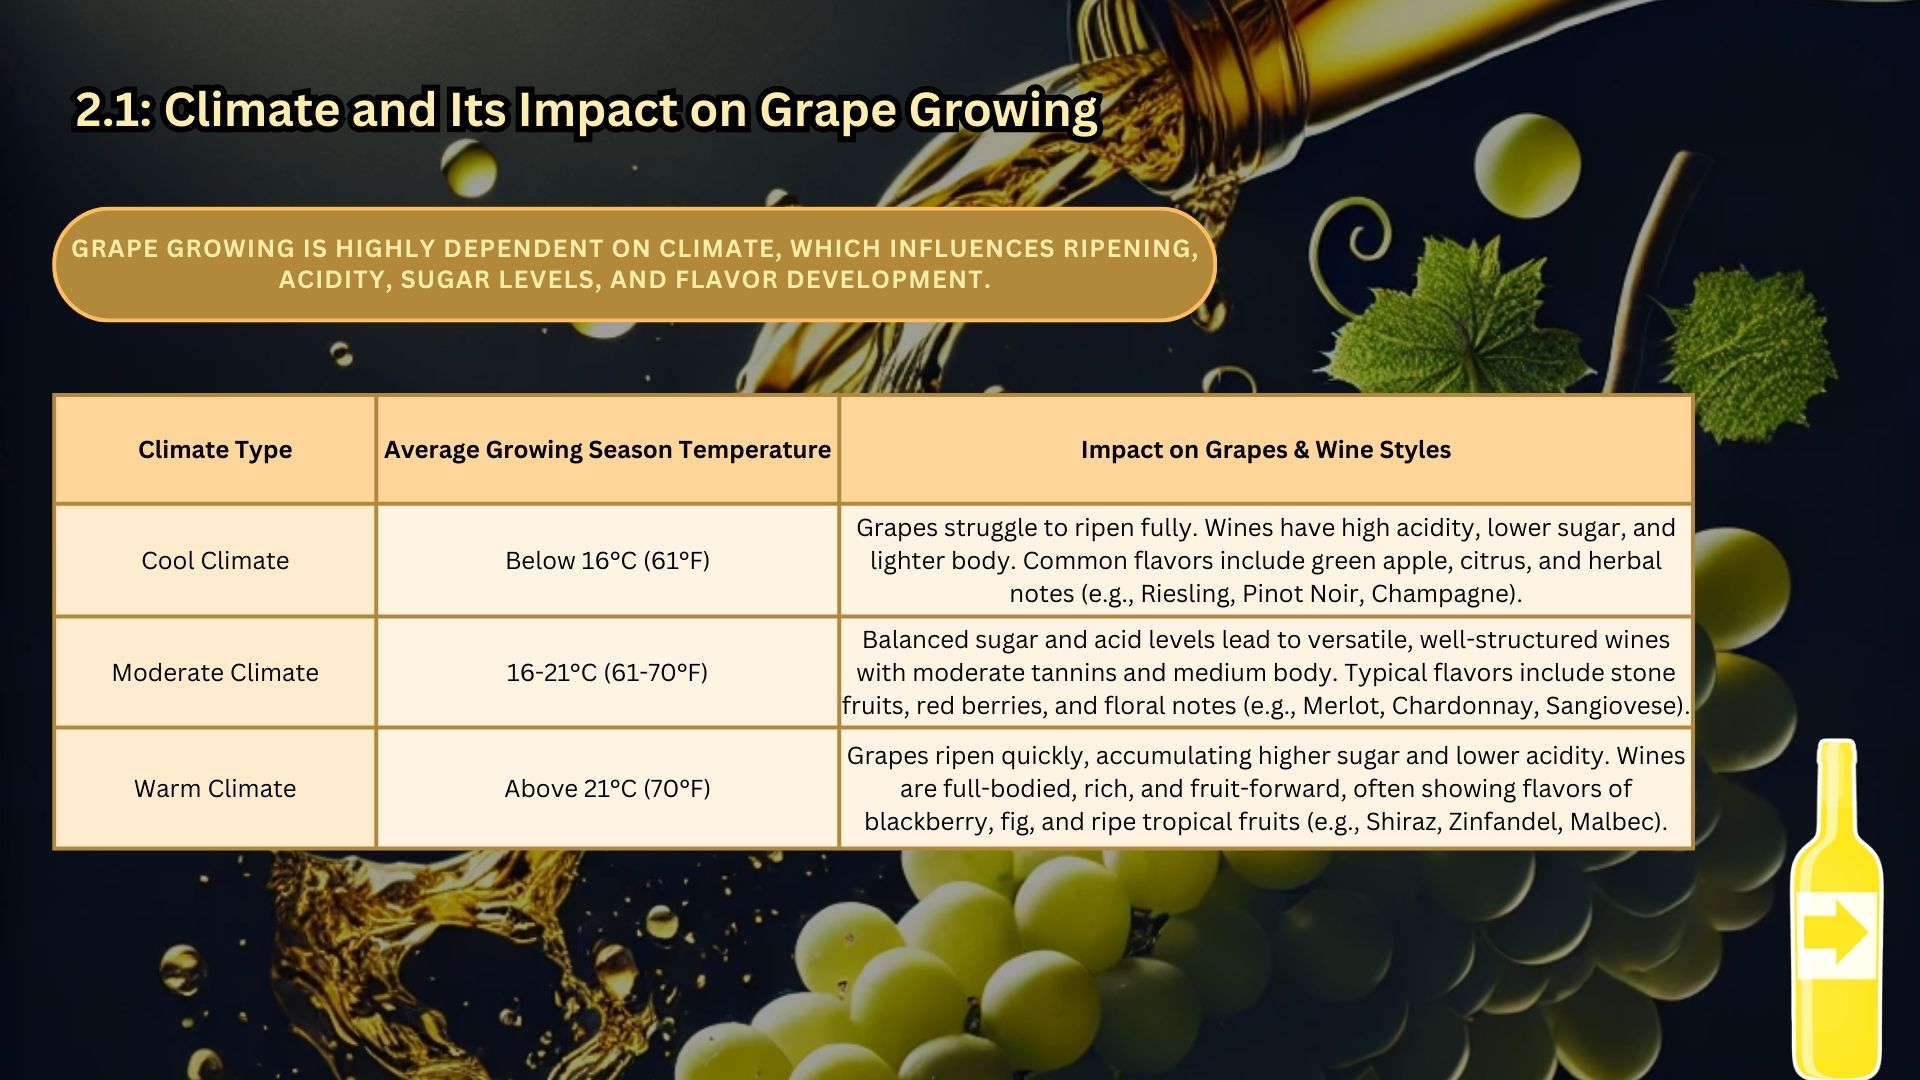 2.1: Climate and Its Impact on Grape Growing
GRAPE GROWING IS HIGHLY DEPENDENT ON CLIMATE, WHICH INFLUENCES RIPENING,
ACIDITY, SUGAR LEVELS, AND FLAVOR DEVELOPMENT.
Climate Type
Average Growing Season Temperature
Impact on Grapes & Wine Styles
Cool Climate
Below 16°C (61°F)
Grapes struggle to ripen fully. Wines have high acidity, lower sugar, and
lighter body. Common flavors include green apple, citrus, and herbal
notes (e.g., Riesling, Pinot Noir, Champagne).
Moderate Climate
16-21°C (61-70°F)
Balanced sugar and acid levels lead to versatile, well-structured wines
with moderate tannins and medium body. Typical flavors include stone
fruits, red berries, and floral notes (e.g., Merlot, Chardonnay, Sangiovese).
Warm Climate
Above 21°C (70°F)
Grapes ripen quickly, accumulating higher sugar and lower acidity. Wines
are full-bodied, rich, and fruit-forward, often showing flavors of
blackberry, fig, and ripe tropical fruits (e.g., Shiraz, Zinfandel, Malbec).